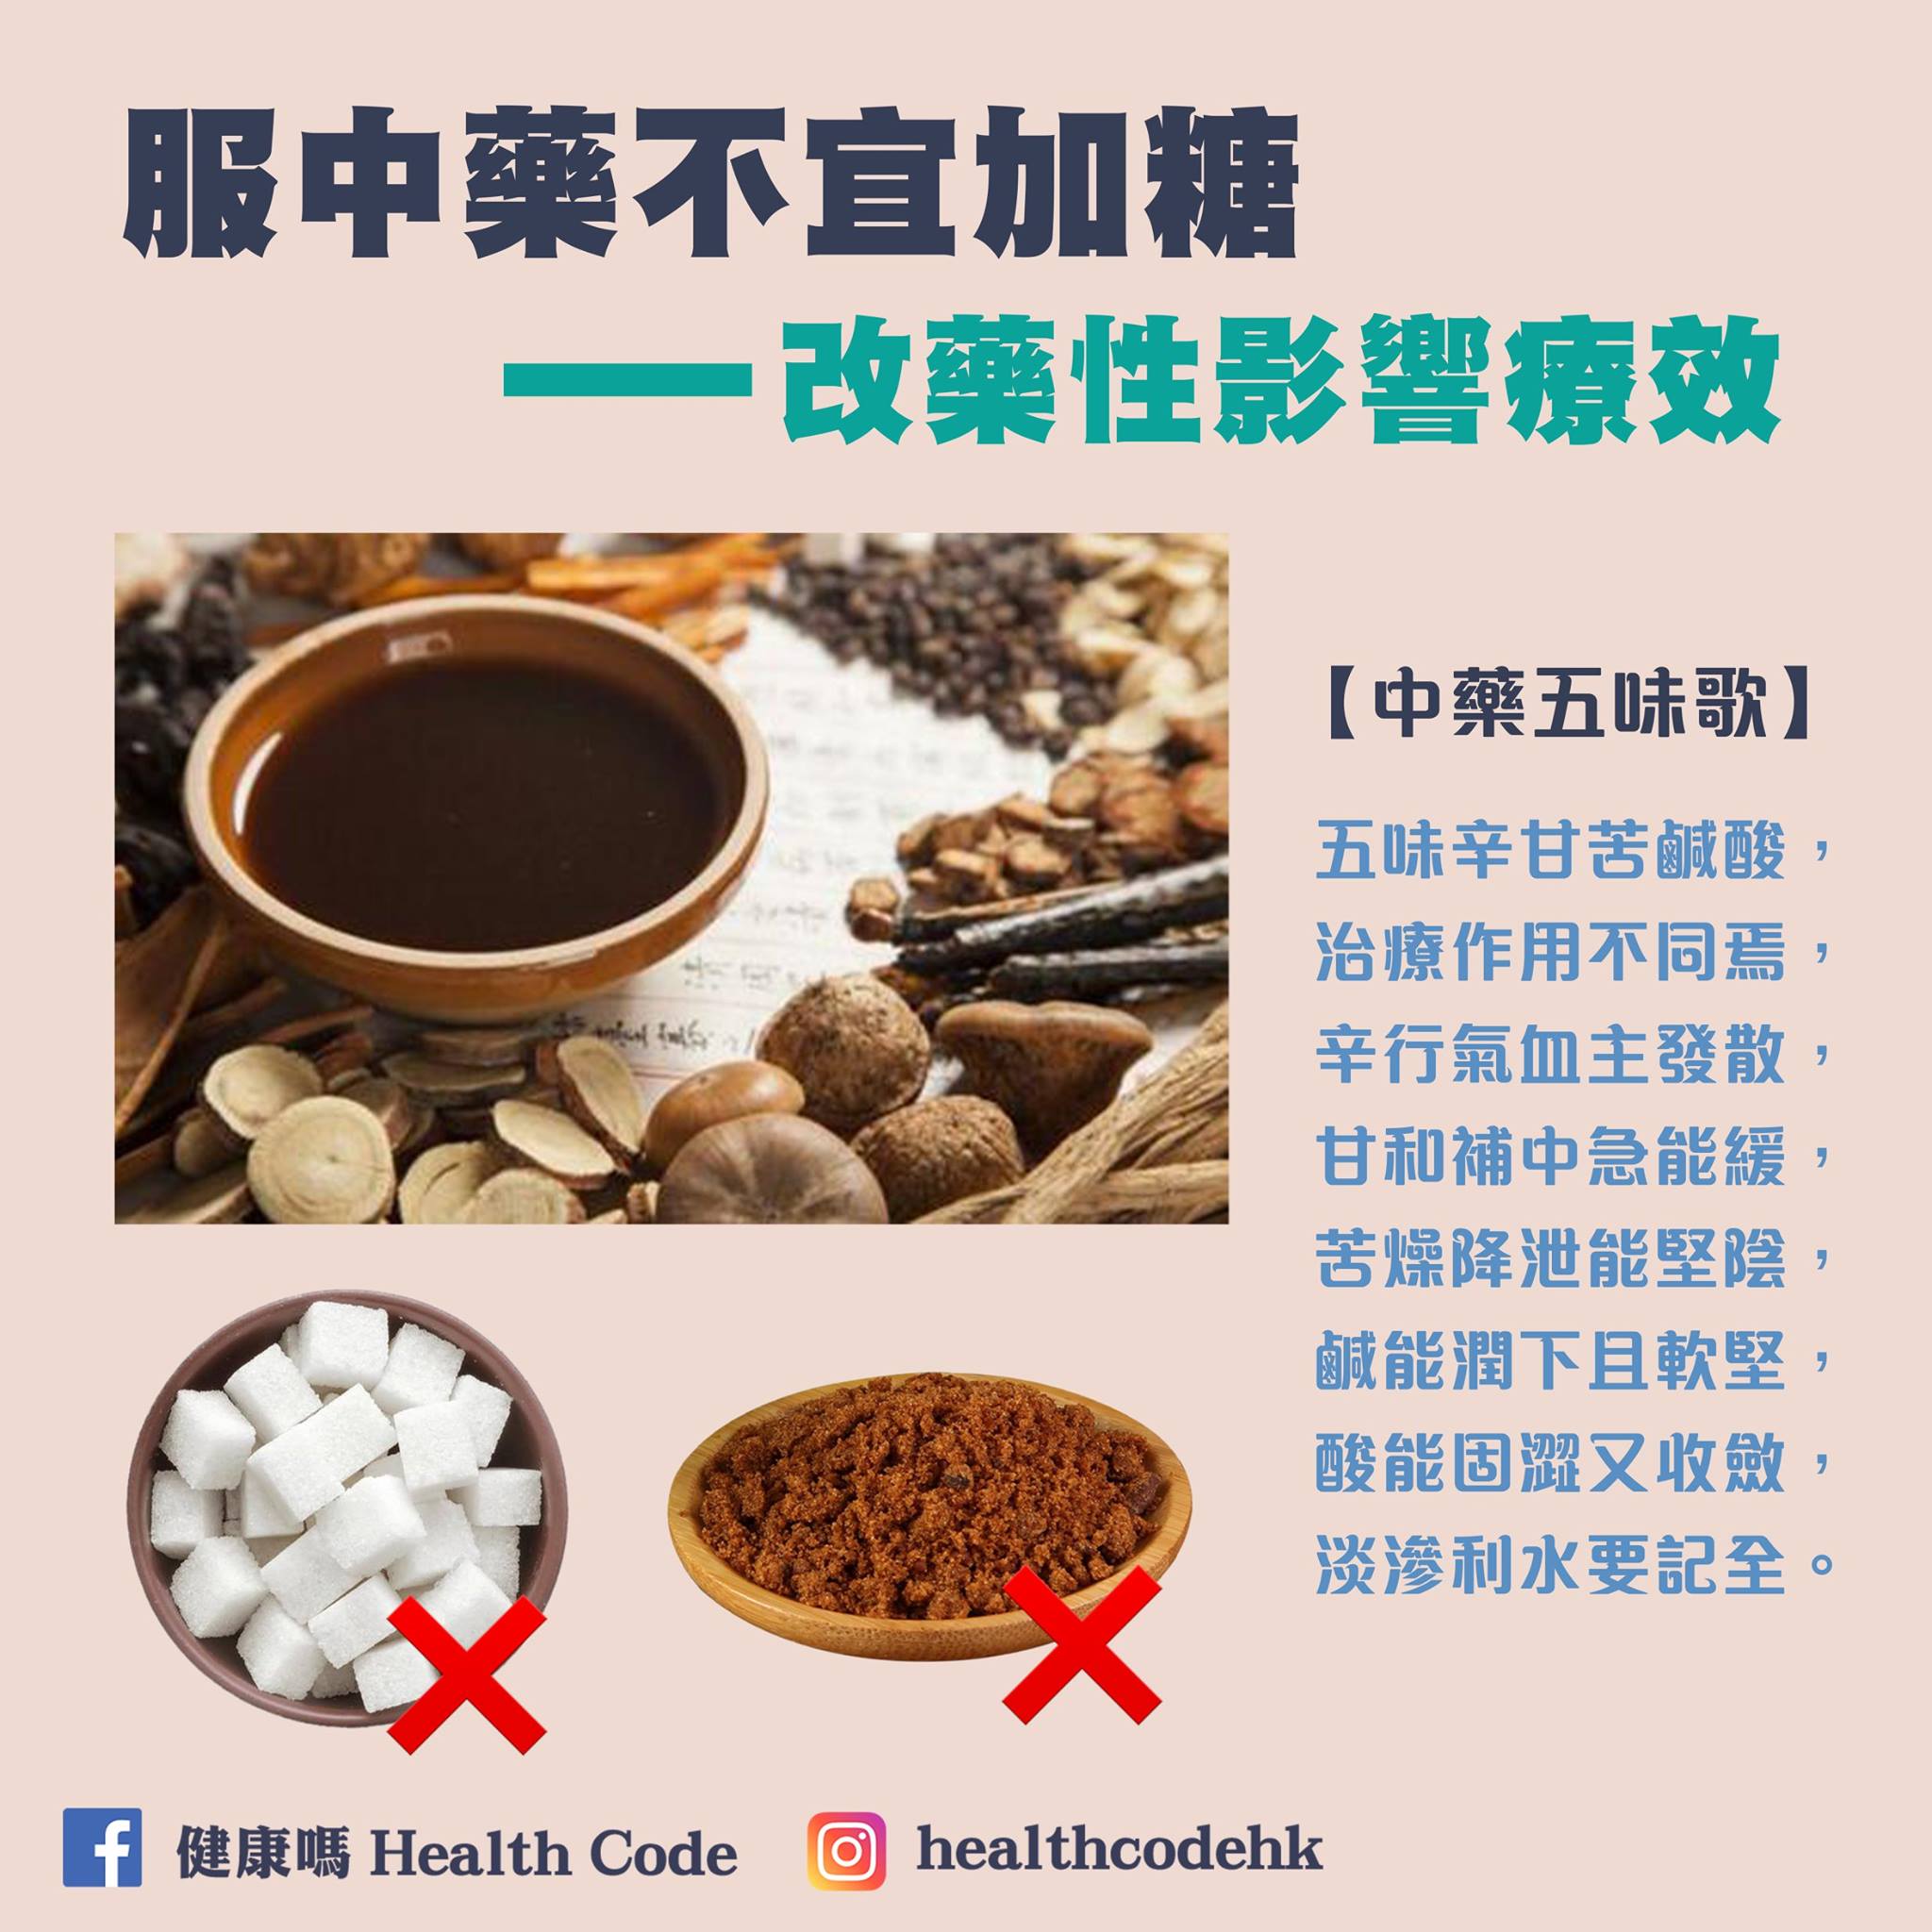 服中藥不宜加糖
——改藥性影響療效
【中藥五味歌】
五味辛甘苦鹹酸，
治療作用不同焉，
辛行氣血主發散，
甘和補中急能緩，
苦燥降泄能堅陰，
鹹能潤下且軟堅，
酸能固澀又收斂，
淡滲利水要記全。
健康嗎 Health Code
healthcodehk